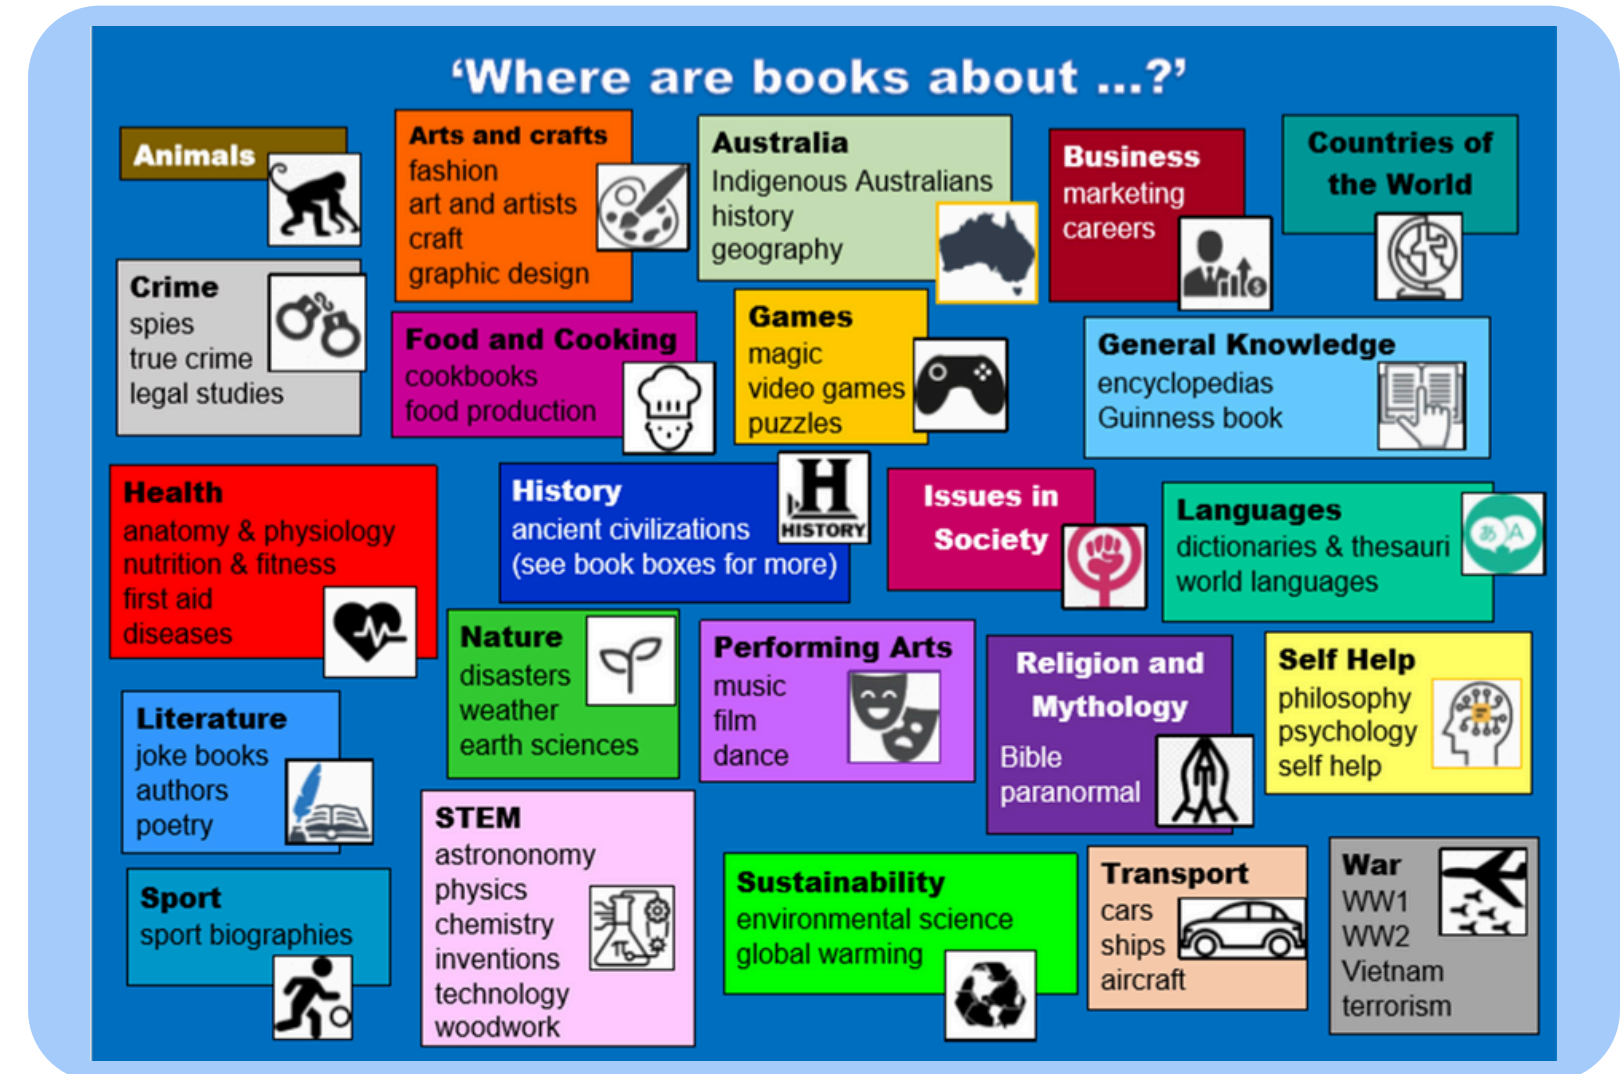 ‘Where are books about ...?’
Animals
Arts and crafts
fashion
art and artists
craft
graphic design
Australia
Indigenous Australians
history
geography
Business
marketing
careers
Countries of
the World
Crime
spies
true crime
legal studies
Food and Cooking
cookbooks
food production
Games
magic
video games
puzzles
General Knowledge
encyclopedias
Guinness book
Health
anatomy & physiology
nutrition & fitness
first aid
diseases
History
ancient civilizations
(see book boxes for more)
H
HISTORY
Issues in
Society
Languages
dictionaries & thesauri
world languages
あ A
Nature
disasters
weather
earth sciences
Performing Arts
music
film
dance
Religion and
Mythology
Bible
paranormal
Self Help
philosophy
psychology
self help
Literature
joke books
authors
poetry
STEM
astrononomy
physics
chemistry
inventions
technology
woodwork
π
Sport
sport biographies
Sustainability
environmental science
global warming
Transport
cars
ships
aircraft
War
WW1
WW2
Vietnam
terrorism